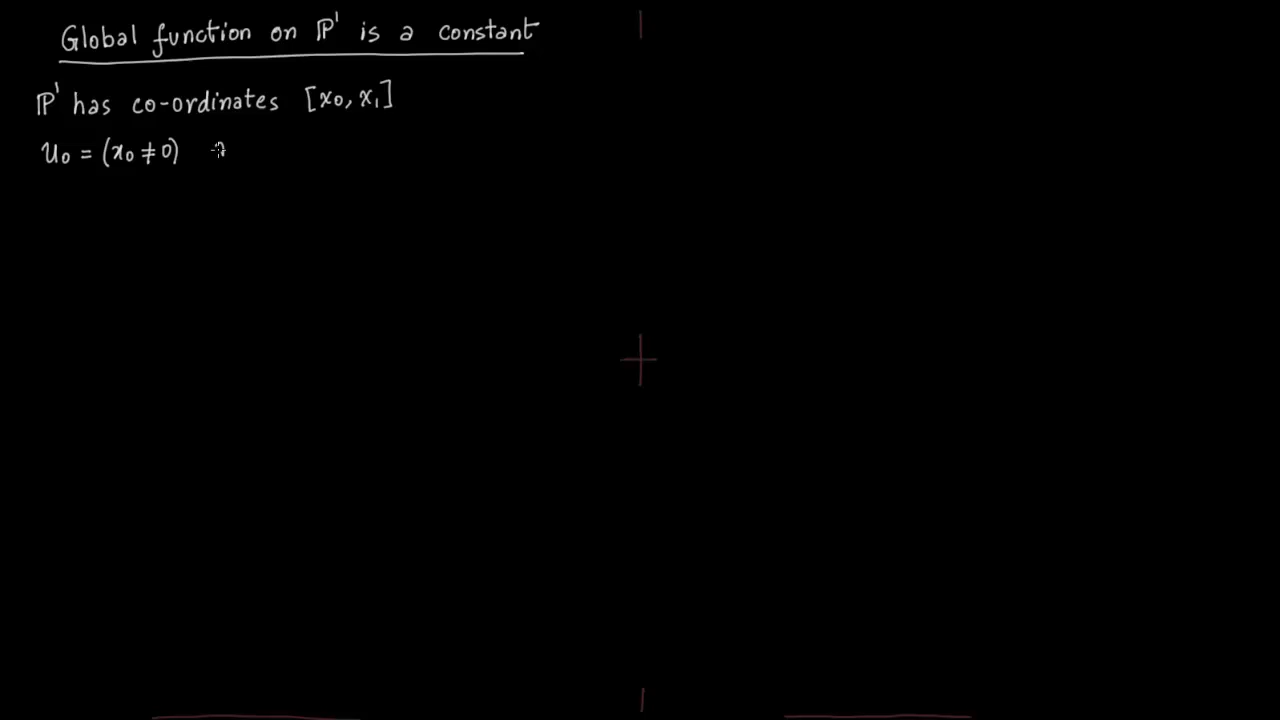 Global function on ℙ¹ is a constant
ℙ¹ has co-ordinates [x₀, x₁]
U₀ = (x₀ ≠ 0)